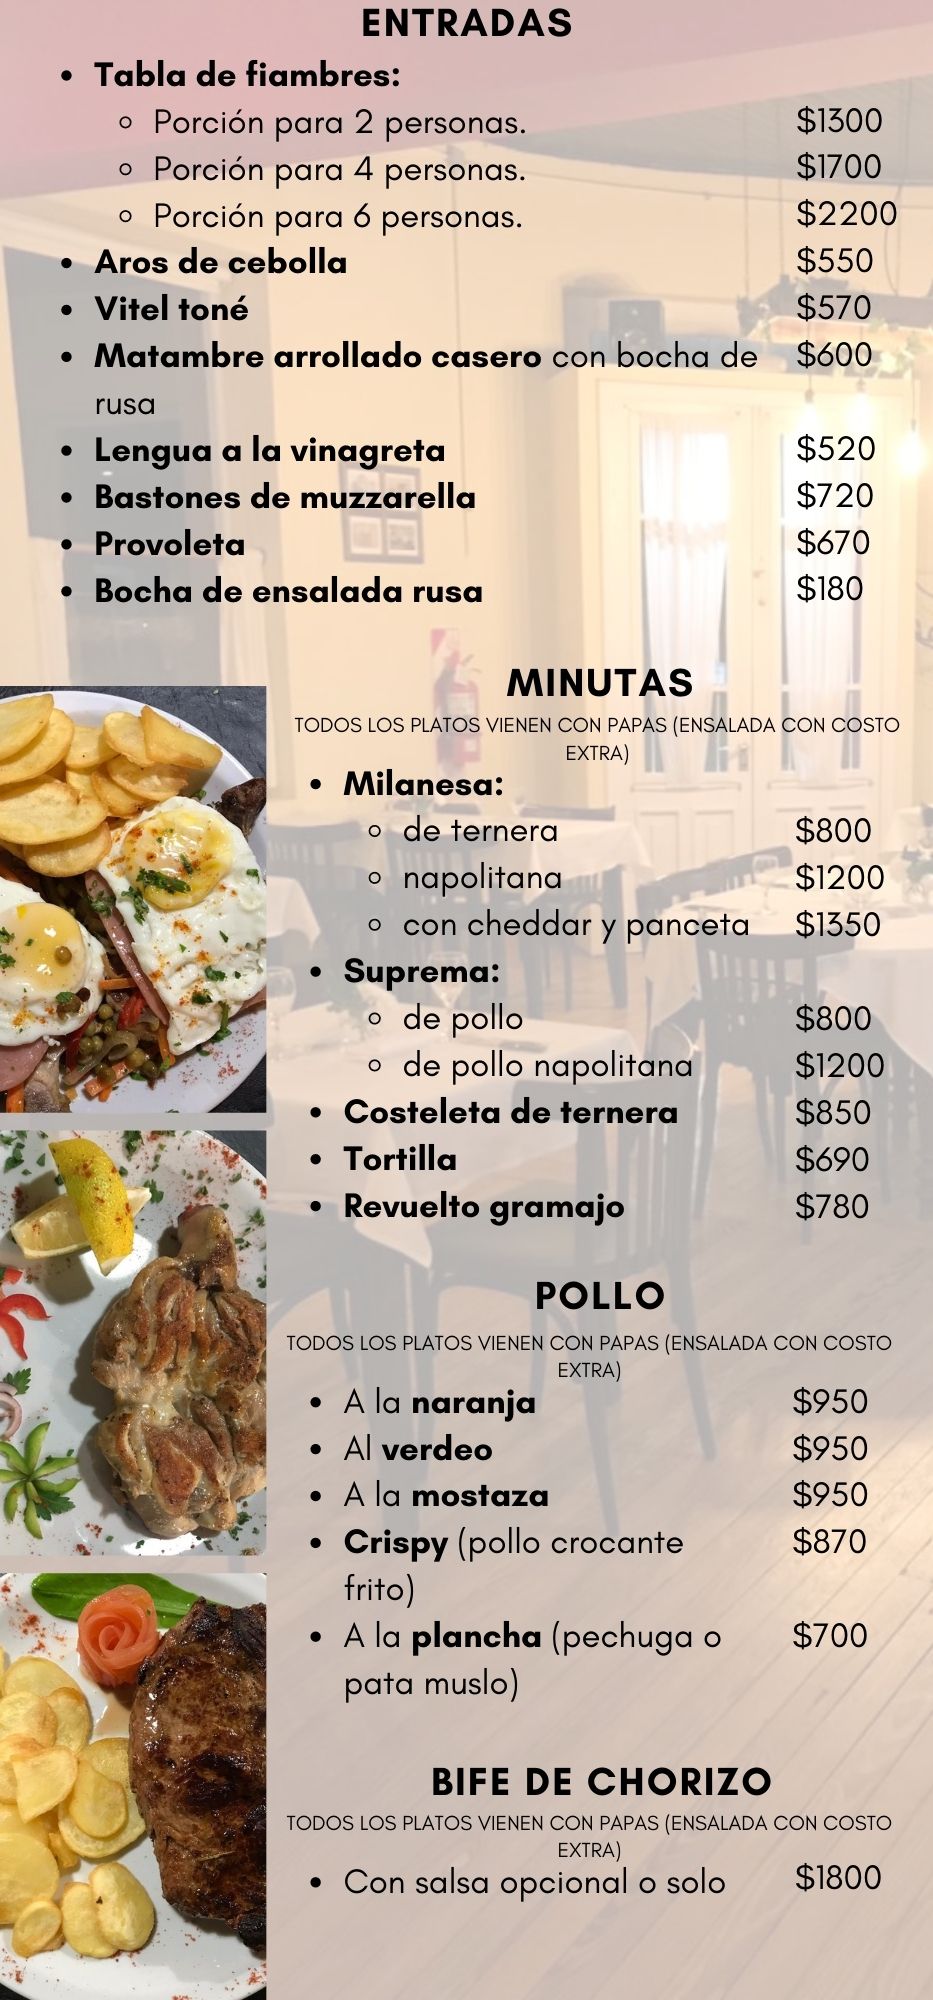 ENTRADAS
Tabla de fiambres:
Porción para 2 personas. $1300
Porción para 4 personas. $1700
Porción para 6 personas. $2200
Aros de cebolla $550
Vitel toné $570
Matambre arrollado casero con bocha de $600
rusa
Lengua a la vinagreta $520
Bastones de muzzarella $720
Provoleta $670
Bocha de ensalada rusa $180
MINUTAS
TODOS LOS PLATOS VIENEN CON PAPAS (ENSALADA CON COSTO
EXTRA)
Milanesa:
de ternera $800
napolitana $1200
con cheddar y panceta $1350
Suprema:
de pollo $800
de pollo napolitana $1200
Costeleta de ternera $850
Tortilla $690
Revuelto gramajo $780
POLLO
TODOS LOS PLATOS VIENEN CON PAPAS (ENSALADA CON COSTO
EXTRA)
A la naranja $950
Al verdeo $950
A la mostaza $950
Crispy (pollo crocante $870
frito)
A la plancha (pechuga o $700
pata muslo)
BIFE DE CHORIZO
TODOS LOS PLATOS VIENEN CON PAPAS (ENSALADA CON COSTO
EXTRA)
Con salsa opcional o solo $1800